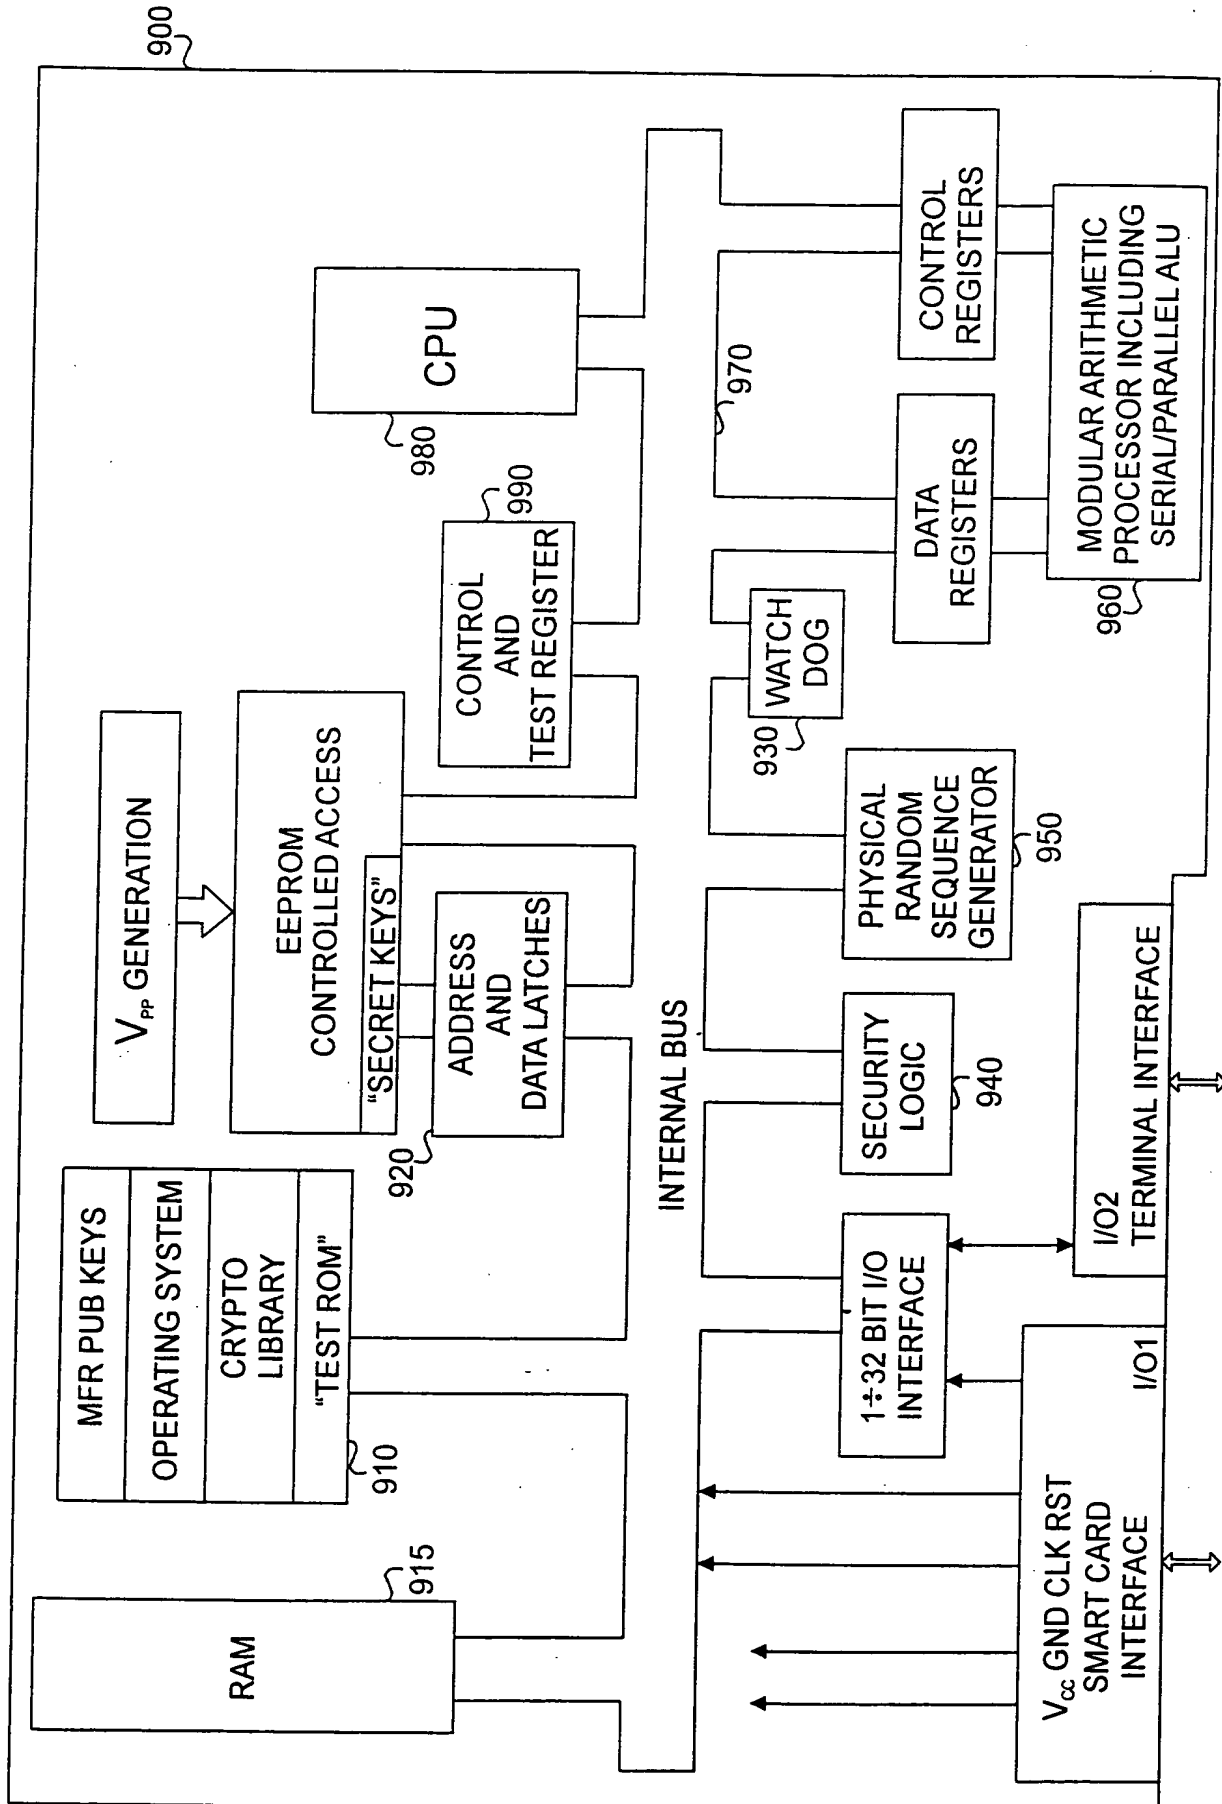 900
RAM
915
MFR PUB KEYS
OPERATING SYSTEM
CRYPTO
LIBRARY
“TEST ROM”
910
VPP GENERATION
EEPROM
CONTROLLED ACCESS
“SECRET KEYS”
ADDRESS
AND
DATA LATCHES
920
CONTROL
AND
TEST REGISTER
990
CPU
980
INTERNAL BUS
970
1÷32 BIT I/O
INTERFACE
SECURITY
LOGIC
940
PHYSICAL
RANDOM
SEQUENCE
GENERATOR
950
WATCH
DOG
930
DATA
REGISTERS
CONTROL
REGISTERS
MODULAR ARITHMETIC
PROCESSOR INCLUDING
SERIAL/PARALLEL ALU
960
VCC GND CLK RST
SMART CARD
INTERFACE
I/O1
I/O2
TERMINAL INTERFACE